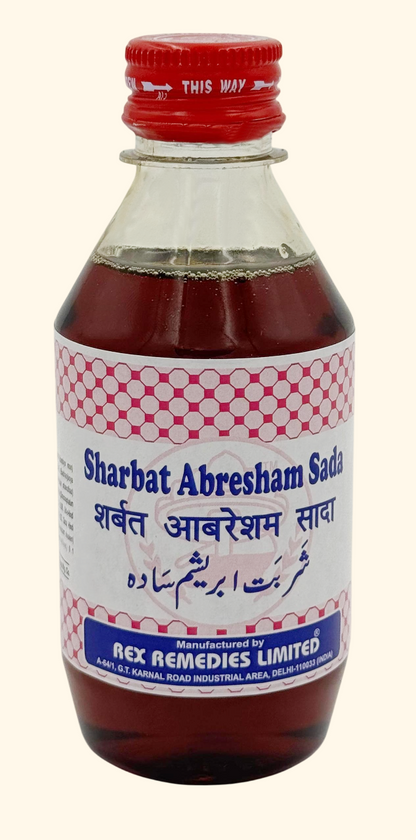 THIS WAY
Sharbat Abresham Sada
शर्बत आबरेशम सादा
شربت ابریشم سادہ
Manufactured by
REX REMEDIES LIMITED®
A-64/1, G.T. KARNAL ROAD INDUSTRIAL AREA, DELHI-110033 (INDIA)